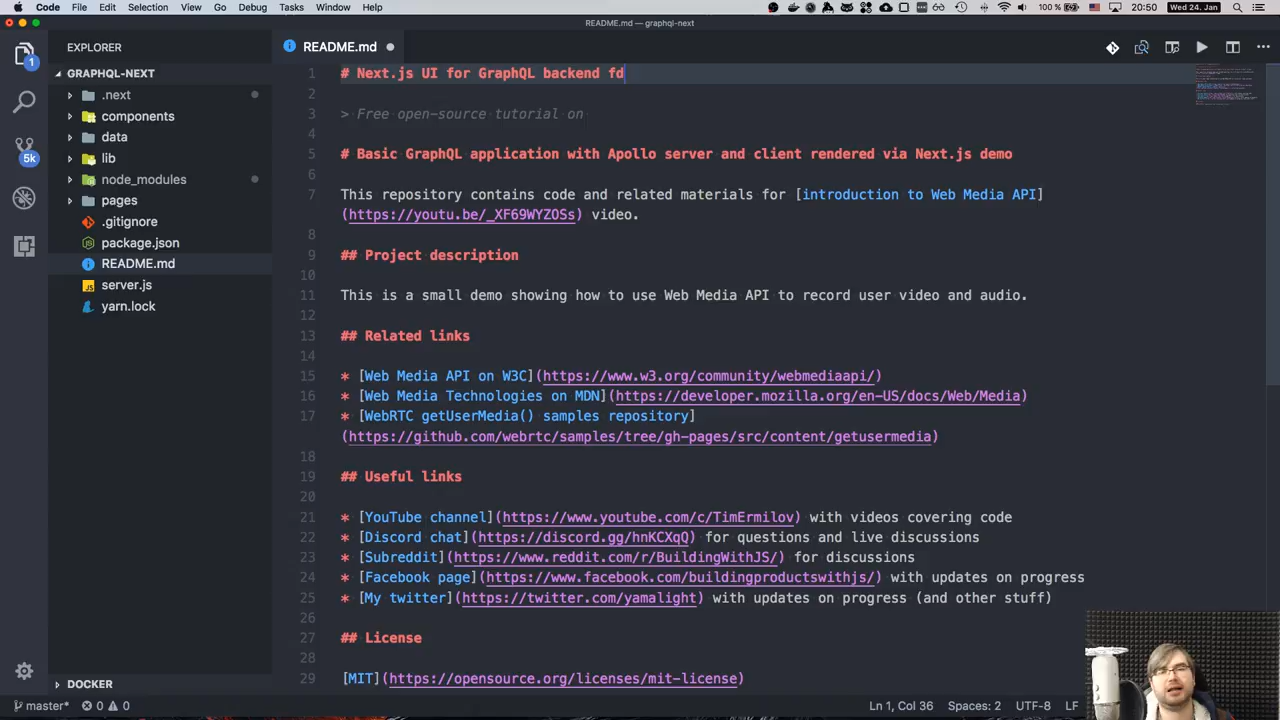 Code File Edit Selection View Go Debug Tasks Window Help 100 % 20:50 Wed 24. Jan
README.md — graphql-next
EXPLORER
README.md
GRAPHQL-NEXT
.next
components
data
lib
node_modules
pages
.gitignore
package.json
README.md
server.js
yarn.lock
DOCKER
1
5k
1 # Next.js UI for GraphQL backend fd
2
3 > Free open-source tutorial on
4
5 # Basic GraphQL application with Apollo server and client rendered via Next.js demo
6
7 This repository contains code and related materials for [introduction to Web Media API]
(https://youtu.be/_XF69WYZOSs) video.
8
9 ## Project description
10
11 This is a small demo showing how to use Web Media API to record user video and audio.
12
13 ## Related links
14
15 * [Web Media API on W3C](https://www.w3.org/community/webmediaapi/)
16 * [Web Media Technologies on MDN](https://developer.mozilla.org/en-US/docs/Web/Media)
17 * [WebRTC getUserMedia() samples repository]
(https://github.com/webrtc/samples/tree/gh-pages/src/content/getusermedia)
18
19 ## Useful links
20
21 * [YouTube channel](https://www.youtube.com/c/TimErmilov) with videos covering code
22 * [Discord chat](https://discord.gg/hnKCXqQ) for questions and live discussions
23 * [Subreddit](https://www.reddit.com/r/BuildingWithJS/) for discussions
24 * [Facebook page](https://www.facebook.com/buildingproductswithjs/) with updates on progress
25 * [My twitter](https://twitter.com/yamalight) with updates on progress (and other stuff)
26
27 ## License
28
29 [MIT](https://opensource.org/licenses/mit-license)
master* 0 0 Ln 1, Col 36 Spaces: 2 UTF-8 LF